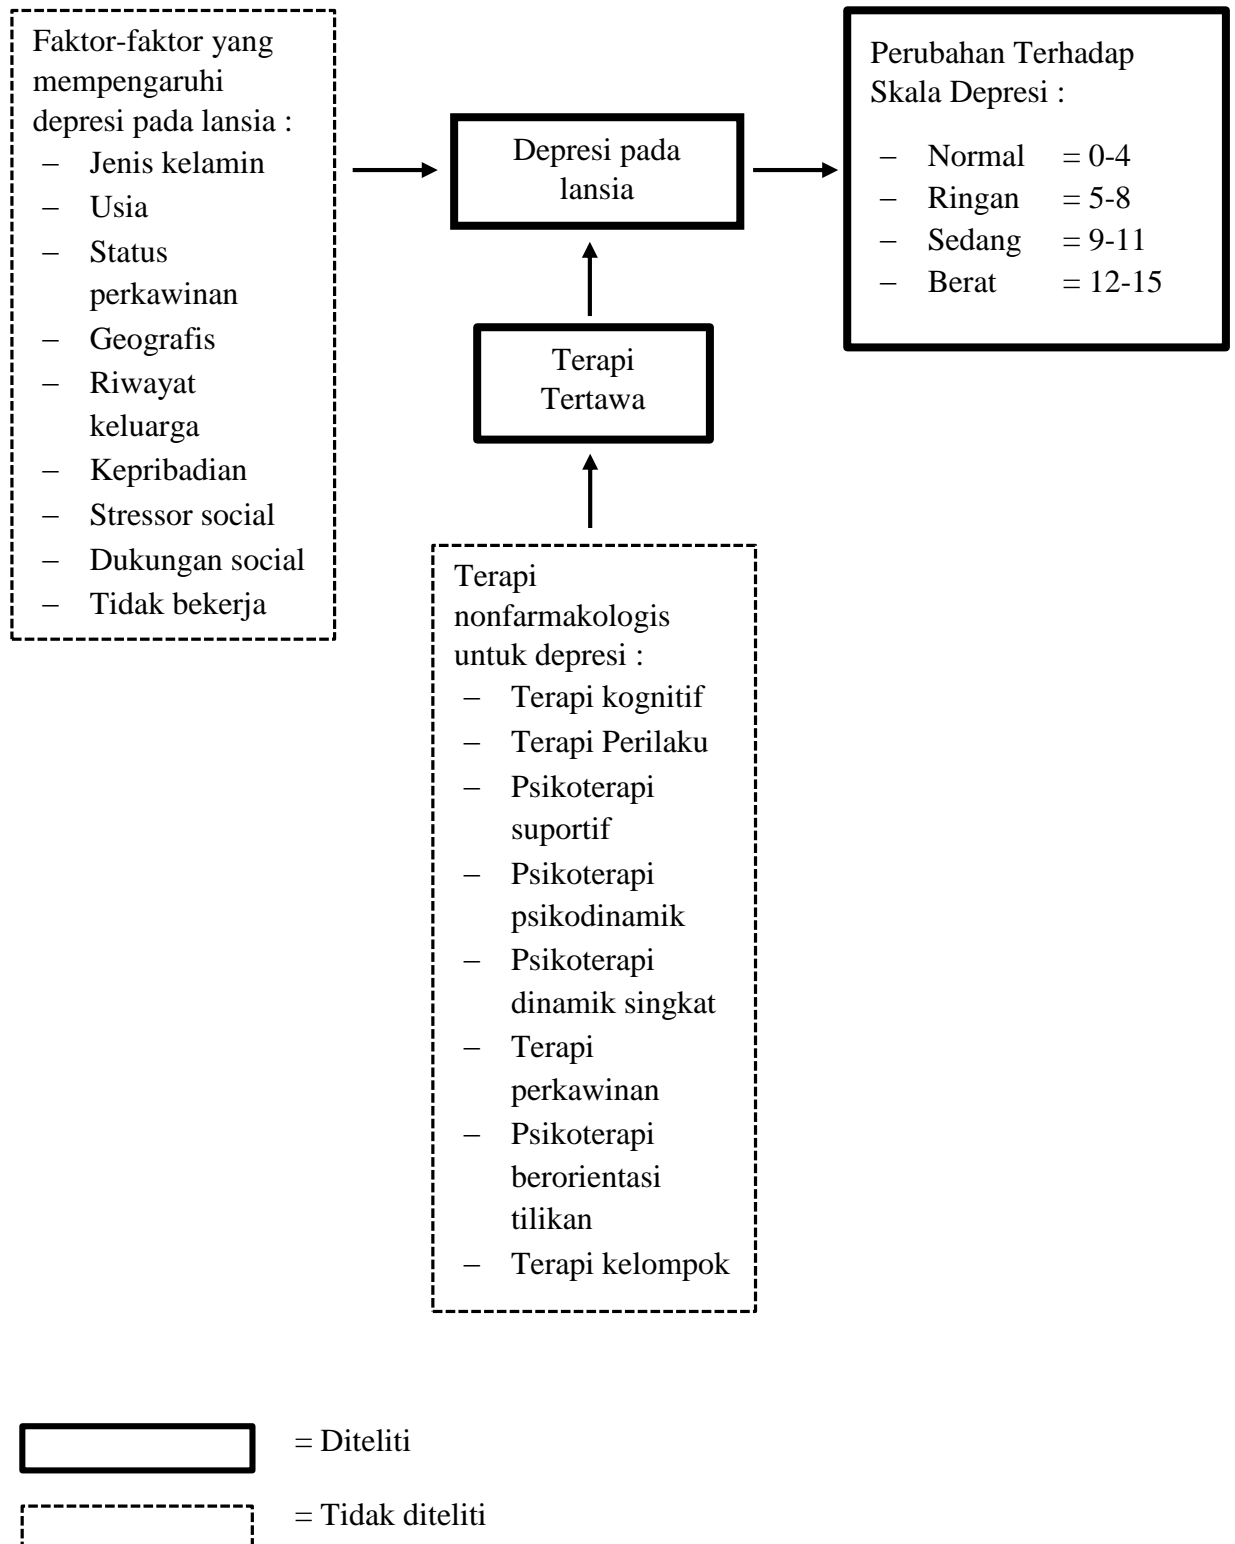 Faktor-faktor yang
mempengaruhi
depresi pada lansia :
– Jenis kelamin
– Usia
– Status
perkawinan
– Geografis
– Riwayat
keluarga
– Kepribadian
– Stressor social
– Dukungan social
– Tidak bekerja
Depresi pada
lansia
Perubahan Terhadap
Skala Depresi :
– Normal = 0-4
– Ringan = 5-8
– Sedang = 9-11
– Berat = 12-15
Terapi
Tertawa
Terapi
nonfarmakologis
untuk depresi :
– Terapi kognitif
– Terapi Perilaku
– Psikoterapi
suportif
– Psikoterapi
psikodinamik
– Psikoterapi
dinamik singkat
– Terapi
perkawinan
– Psikoterapi
berorientasi
tilikan
– Terapi kelompok
= Diteliti
= Tidak diteliti